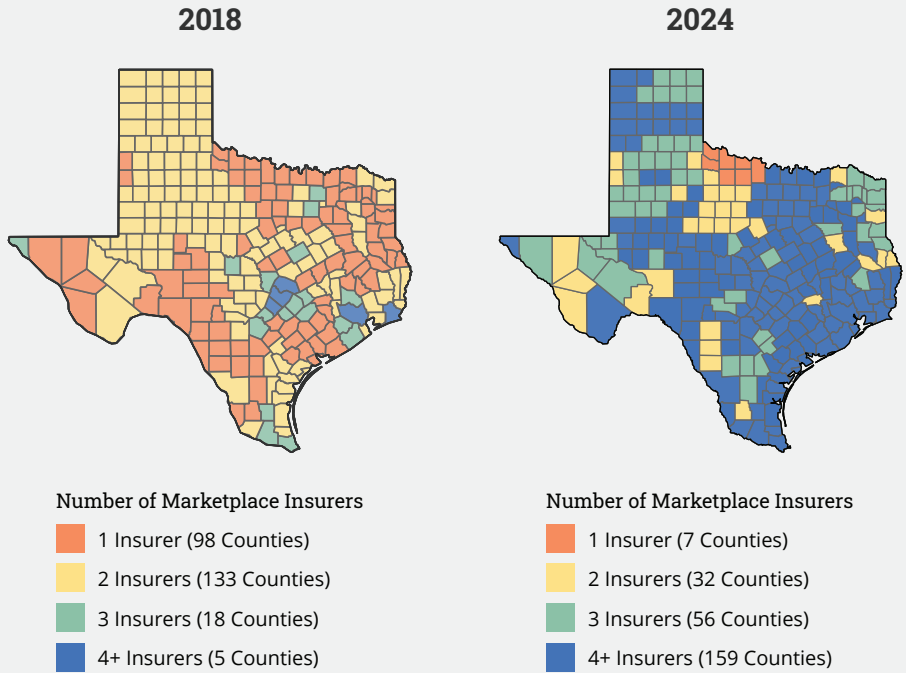 2018
2024
Number of Marketplace Insurers
1 Insurer (98 Counties)
2 Insurers (133 Counties)
3 Insurers (18 Counties)
4+ Insurers (5 Counties)
Number of Marketplace Insurers
1 Insurer (7 Counties)
2 Insurers (32 Counties)
3 Insurers (56 Counties)
4+ Insurers (159 Counties)